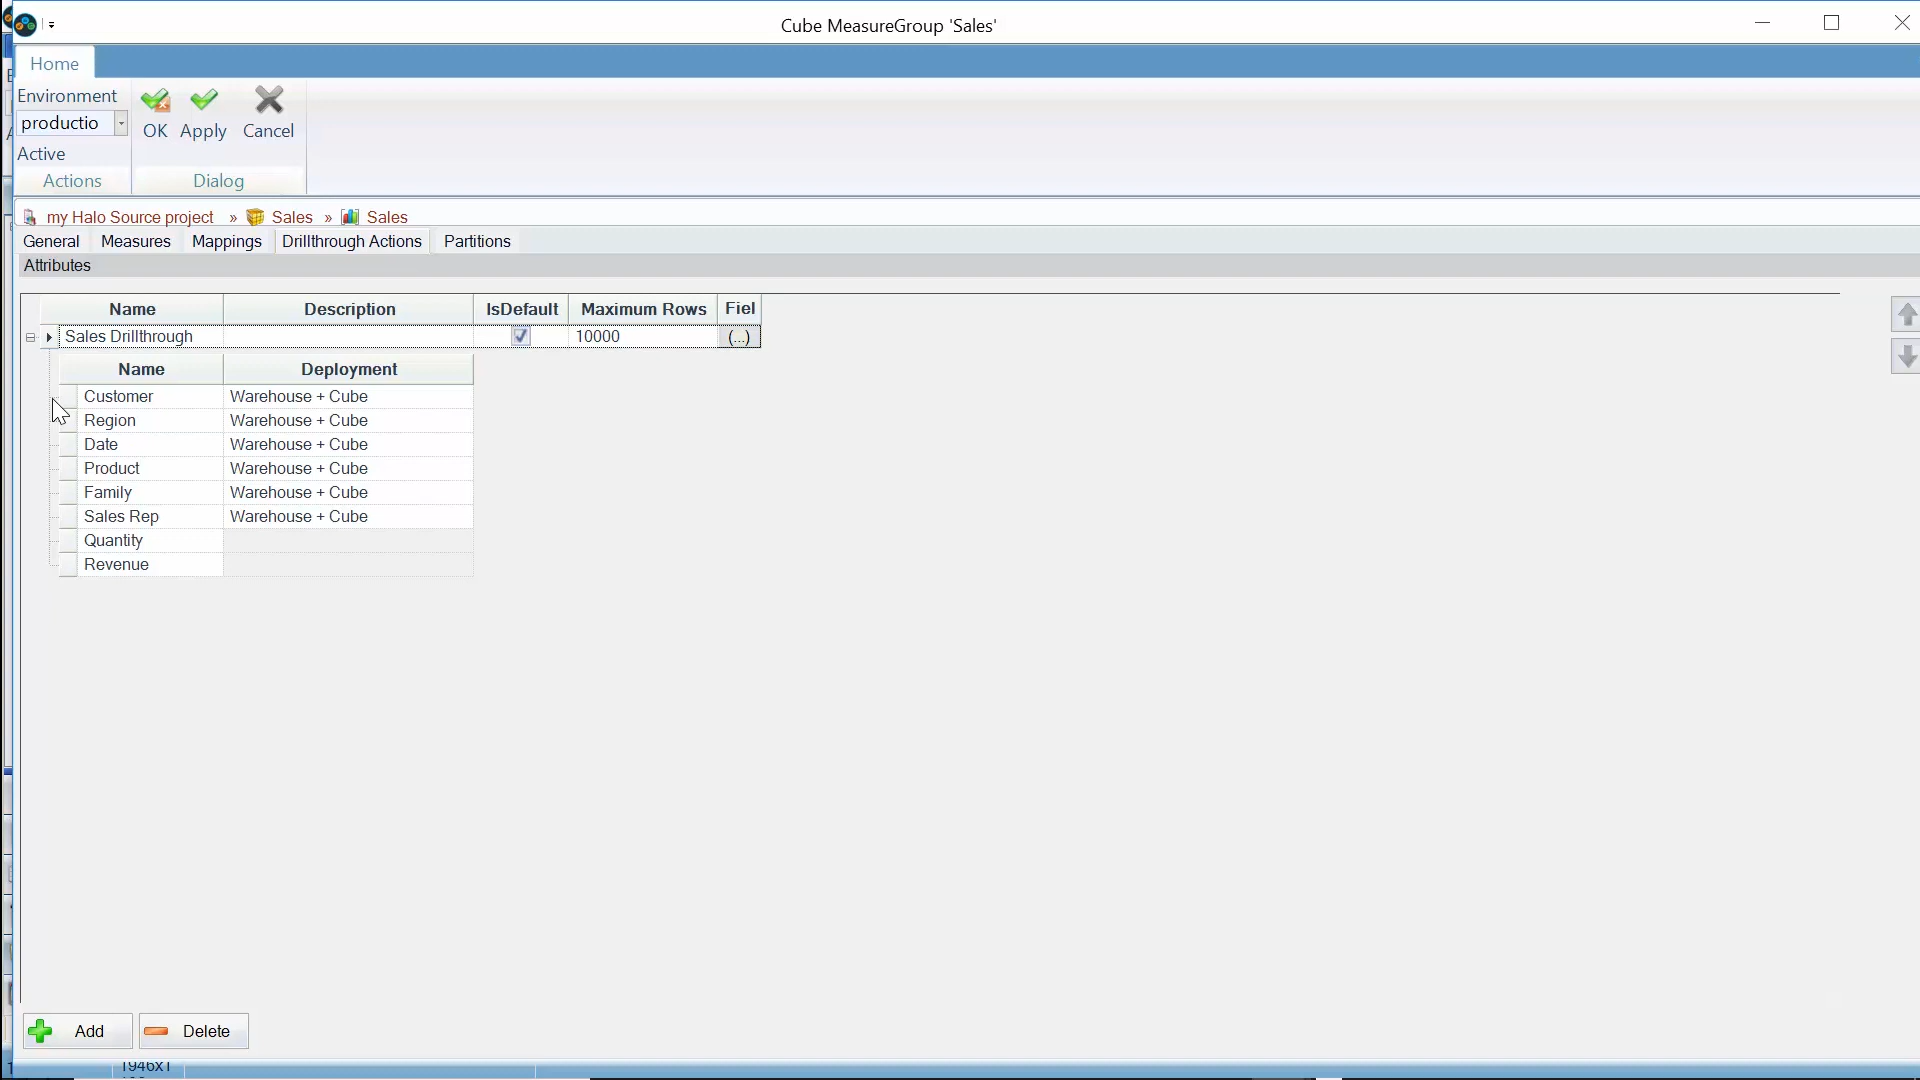 Cube MeasureGroup 'Sales'
Home
Environment
productio
Active
Actions
OK Apply Cancel
Dialog
my Halo Source project » Sales » Sales
General Measures Mappings Drillthrough Actions Partitions
Attributes
Name Description IsDefault Maximum Rows Fiel
Sales Drillthrough 10000 (...)
Name Deployment
Customer Warehouse + Cube
Region Warehouse + Cube
Date Warehouse + Cube
Product Warehouse + Cube
Family Warehouse + Cube
Sales Rep Warehouse + Cube
Quantity
Revenue
Add Delete
1946x1